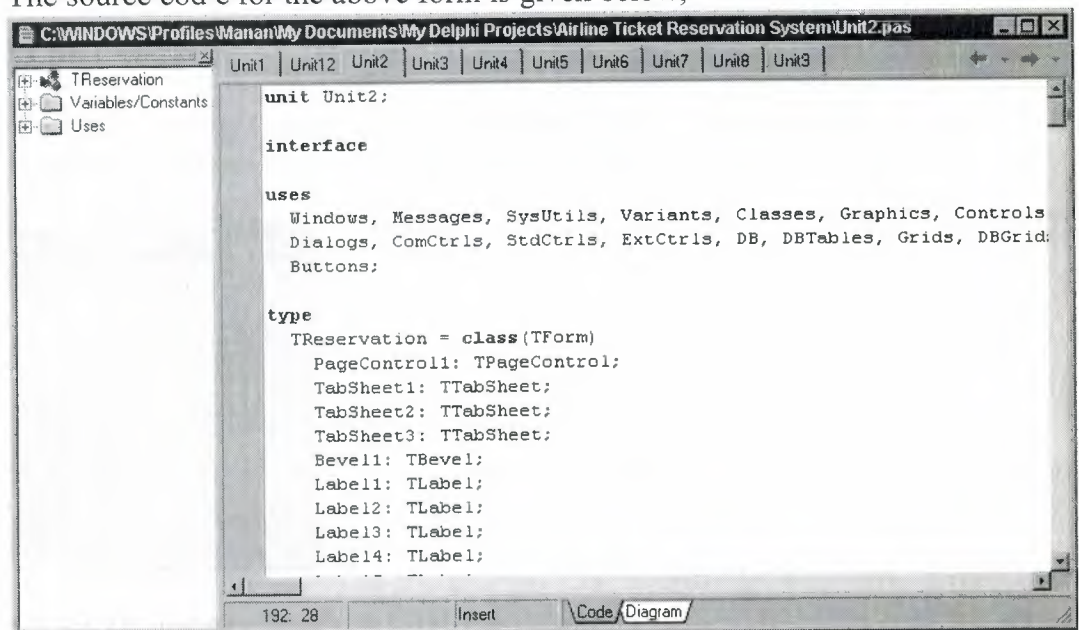 The source cod e for the above form is given below;
C:\WINDOWS\Profiles\Manan\My Documents\My Delphi Projects\Airline Ticket Reservation System\Unit2.pas
Unit1 Unit12 Unit2 Unit3 Unit4 Unit5 Unit6 Unit7 Unit8 Unit9
TReservation
Variables/Constants
Uses
unit Unit2;
interface
uses
Windows, Messages, SysUtils, Variants, Classes, Graphics, Controls
Dialogs, ComCtrls, StdCtrls, ExtCtrls, DB, DBTables, Grids, DBGrid
Buttons;
type
TReservation = class(TForm)
PageControl1: TPageControl;
TabSheet1: TTabSheet;
TabSheet2: TTabSheet;
TabSheet3: TTabSheet;
Bevel1: TBevel;
Label1: TLabel;
Label2: TLabel;
Label3: TLabel;
Label4: TLabel;
192: 28 Insert Code Diagram